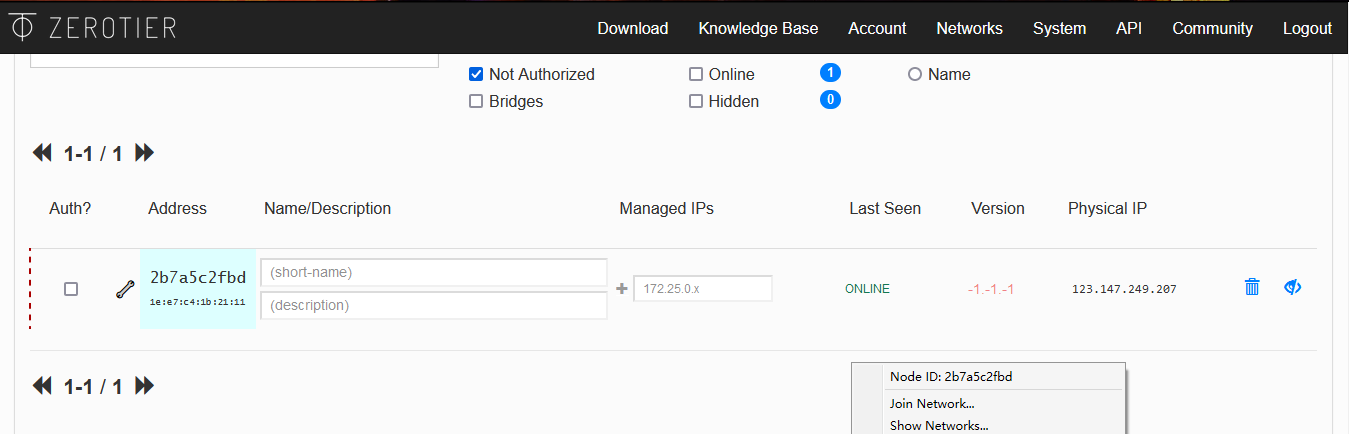 ZEROTIER Download Knowledge Base Account Networks System API Community Logout
Not Authorized Online 1 Name
Bridges Hidden 0
1-1 / 1
Auth? Address Name/Description Managed IPs Last Seen Version Physical IP
2b7a5c2fbd (short-name)
172.25.0.x ONLINE -1.-1.-1 123.147.249.207
1e:e7:c4:1b:21:11 (description)
1-1 / 1
Node ID: 2b7a5c2fbd
Join Network...
Show Networks...